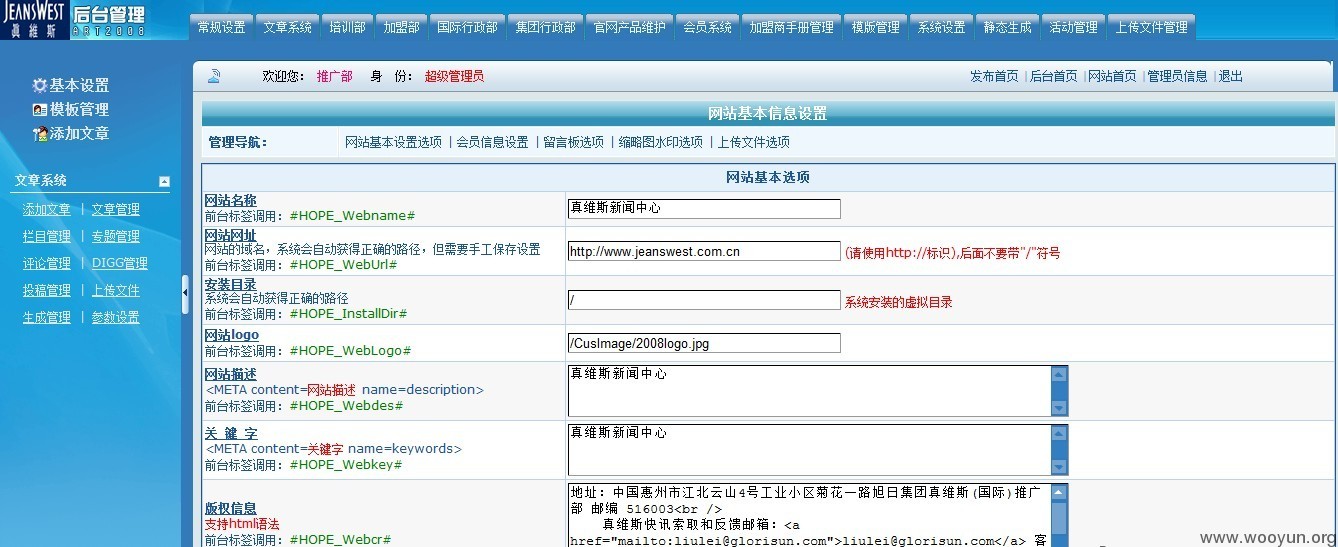 JEANSWEST 后台管理
真維斯 ART2008
常规设置 文章系统 培训部 加盟部 国际行政部 集团行政部 官网产品维护 会员系统 加盟商手册管理 模版管理 系统设置 静态生成 活动管理 上传文件管理
欢迎您: 推广部 身 份: 超级管理员 发布首页 | 后台首页 | 网站首页 | 管理员信息 | 退出
基本设置
模板管理
添加文章
文章系统
添加文章 | 文章管理
栏目管理 | 专题管理
评论管理 | DIGG管理
投稿管理 | 上传文件
生成管理 | 参数设置
网站基本信息设置
管理导航: 网站基本设置选项 | 会员信息设置 | 留言板选项 | 缩略图水印选项 | 上传文件选项
网站基本选项
网站名称
前台标签调用: #HOPE_Webname#
真维斯新闻中心
网站网址
网站的域名，系统会自动获得正确的路径，但需要手工保存设置
前台标签调用: #HOPE_WebUrl#
http://www.jeanswest.com.cn (请使用http://标识),后面不要带"/"符号
安装目录
系统会自动获得正确的路径
前台标签调用: #HOPE_InstallDir#
/ 系统安装的虚拟目录
网站logo
前台标签调用: #HOPE_WebLogo#
/CusImage/2008logo.jpg
网站描述
<META content=网站描述 name=description>
前台标签调用: #HOPE_Webdes#
真维斯新闻中心
关 键 字
<META content=关键字 name=keywords>
前台标签调用: #HOPE_Webkey#
真维斯新闻中心
版权信息
支持html语法
前台标签调用: #HOPE_Webcr#
地址: 中国惠州市江北云山4号工业小区菊花一路旭日集团真维斯(国际)推广
部 邮编 516003<br />
真维斯快讯索取和反馈邮箱: <a
href="mailto:liulei@glorisun.com">liulei@glorisun.com</a> 客
www.wooyun.org